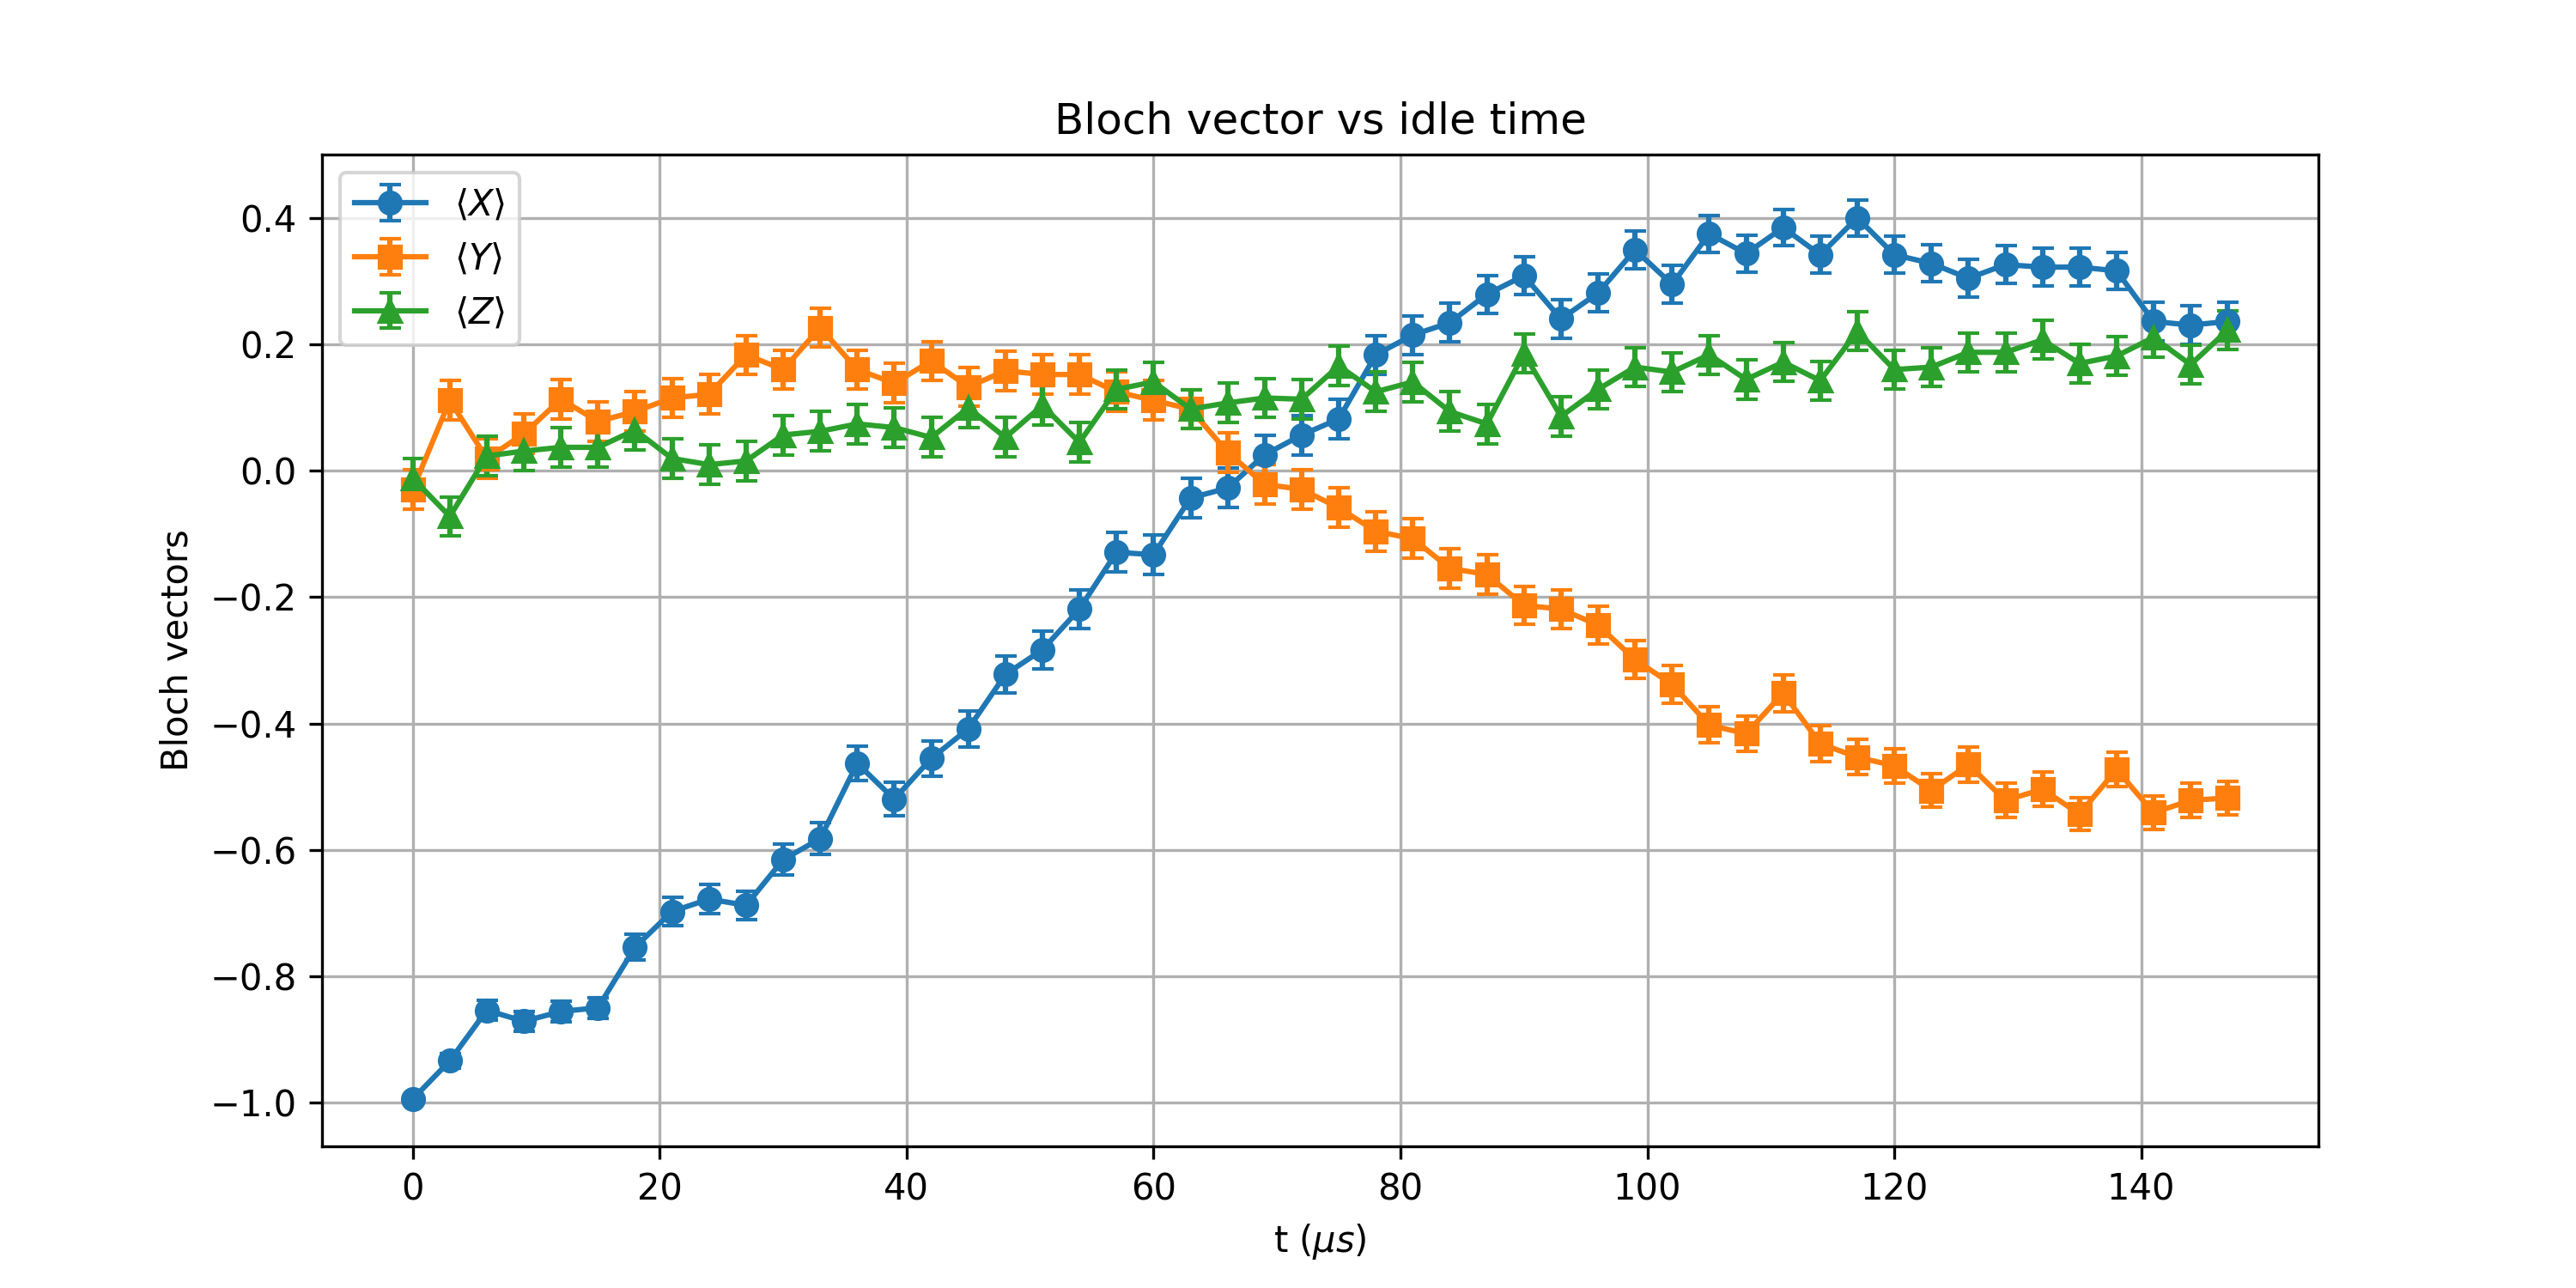 Bloch vector vs idle time
⟨X⟩
⟨Y⟩
⟨Z⟩
0.4
0.2
0.0
−0.2
−0.4
−0.6
−0.8
−1.0
Bloch vectors
0 20 40 60 80 100 120 140
t (μs)